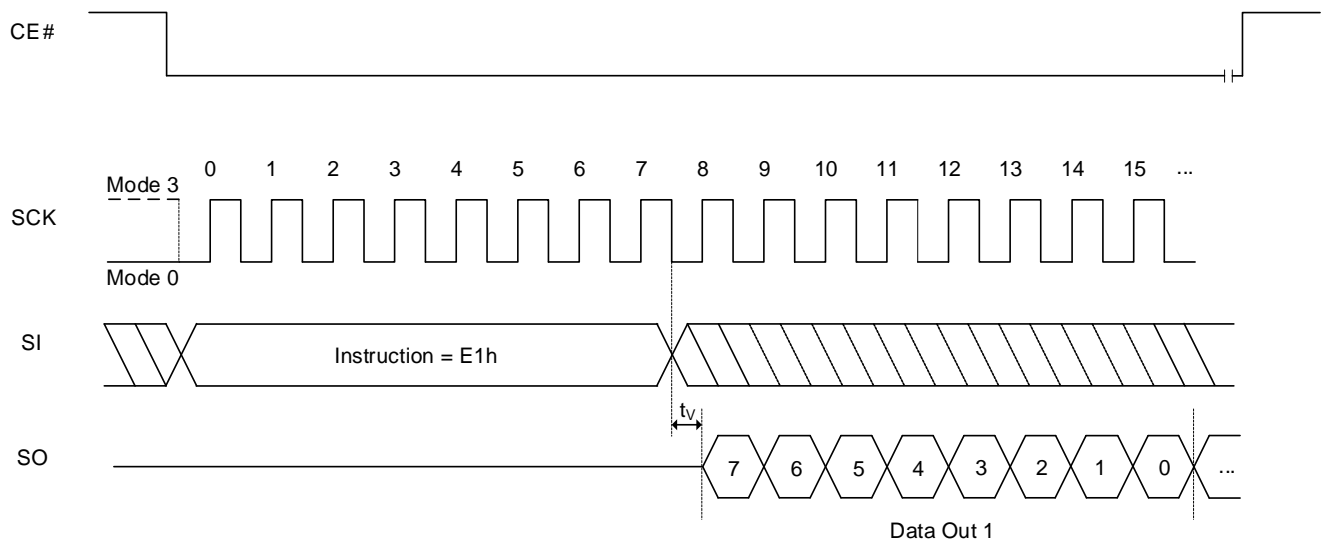 CE#
0 1 2 3 4 5 6 7 8 9 10 11 12 13 14 15 ...
Mode 3
SCK
Mode 0
SI
Instruction = E1h
tV
SO
7 6 5 4 3 2 1 0 ...
Data Out 1